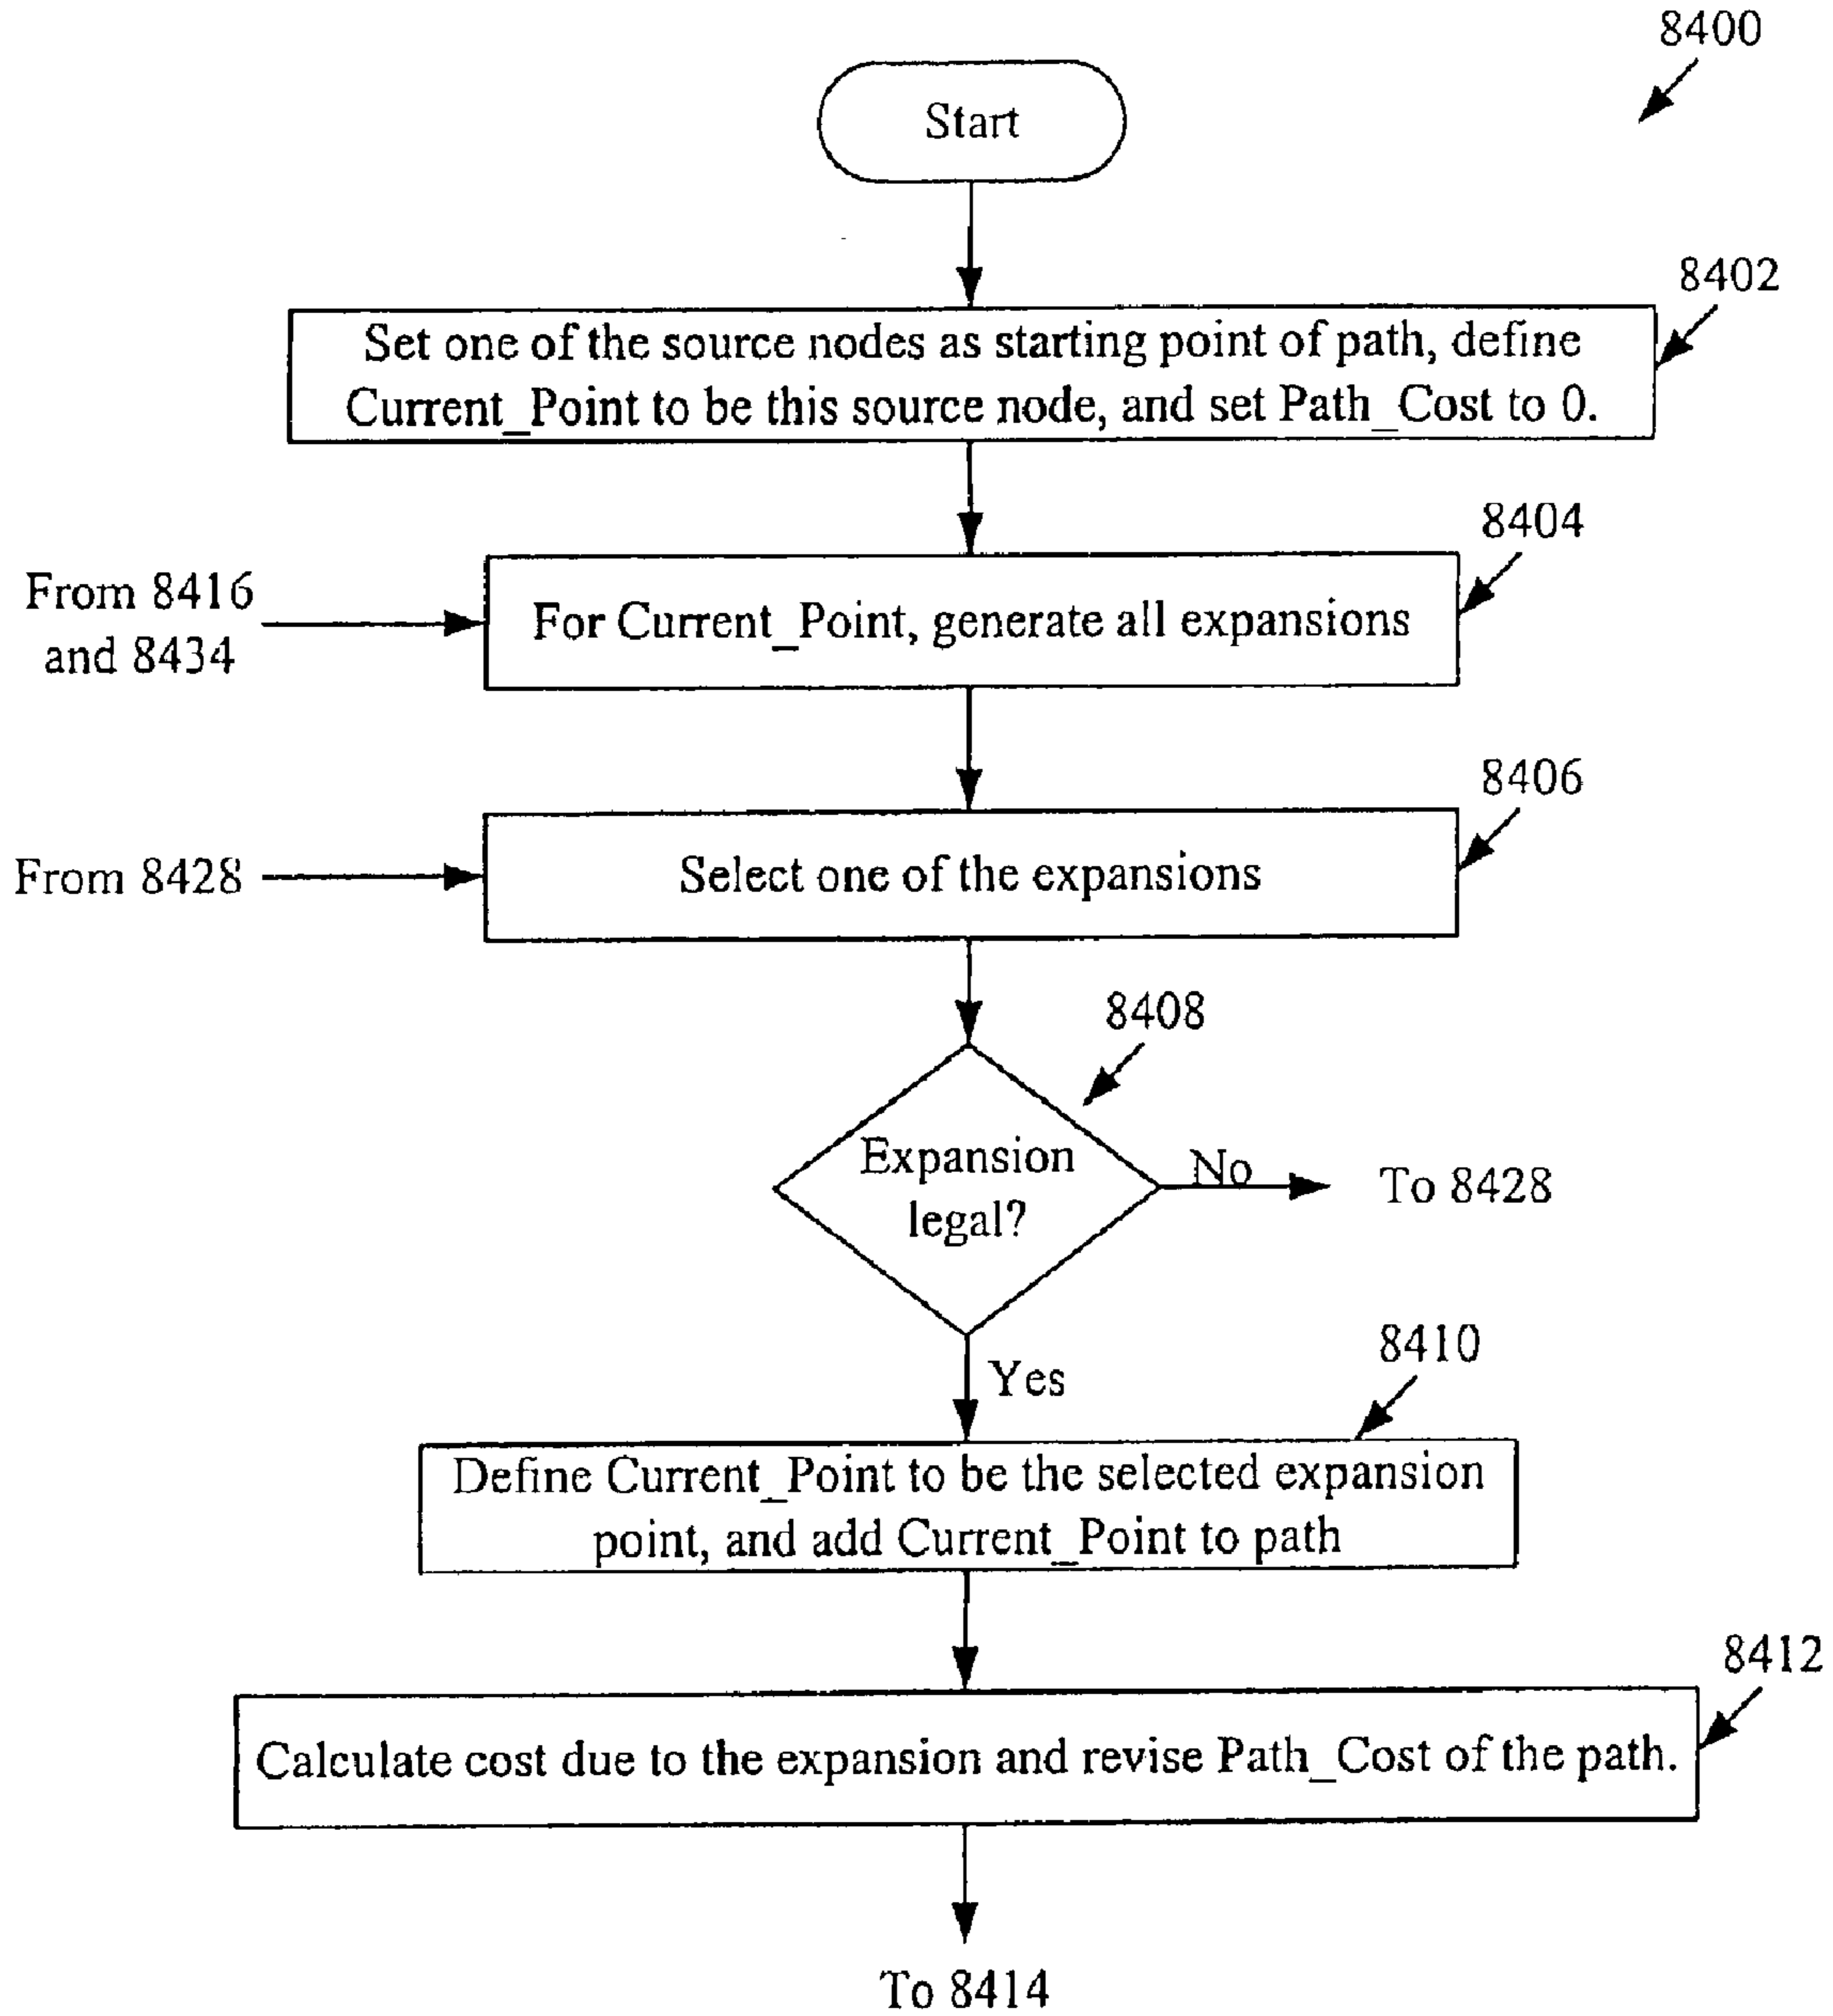 8400
Start
8402
Set one of the source nodes as starting point of path, define
Current_Point to be this source node, and set Path_Cost to 0.
8404
From 8416
and 8434
For Current_Point, generate all expansions
8406
From 8428
Select one of the expansions
8408
Expansion
legal?
No
To 8428
Yes
8410
Define Current_Point to be the selected expansion
point, and add Current_Point to path
8412
Calculate cost due to the expansion and revise Path_Cost of the path.
To 8414